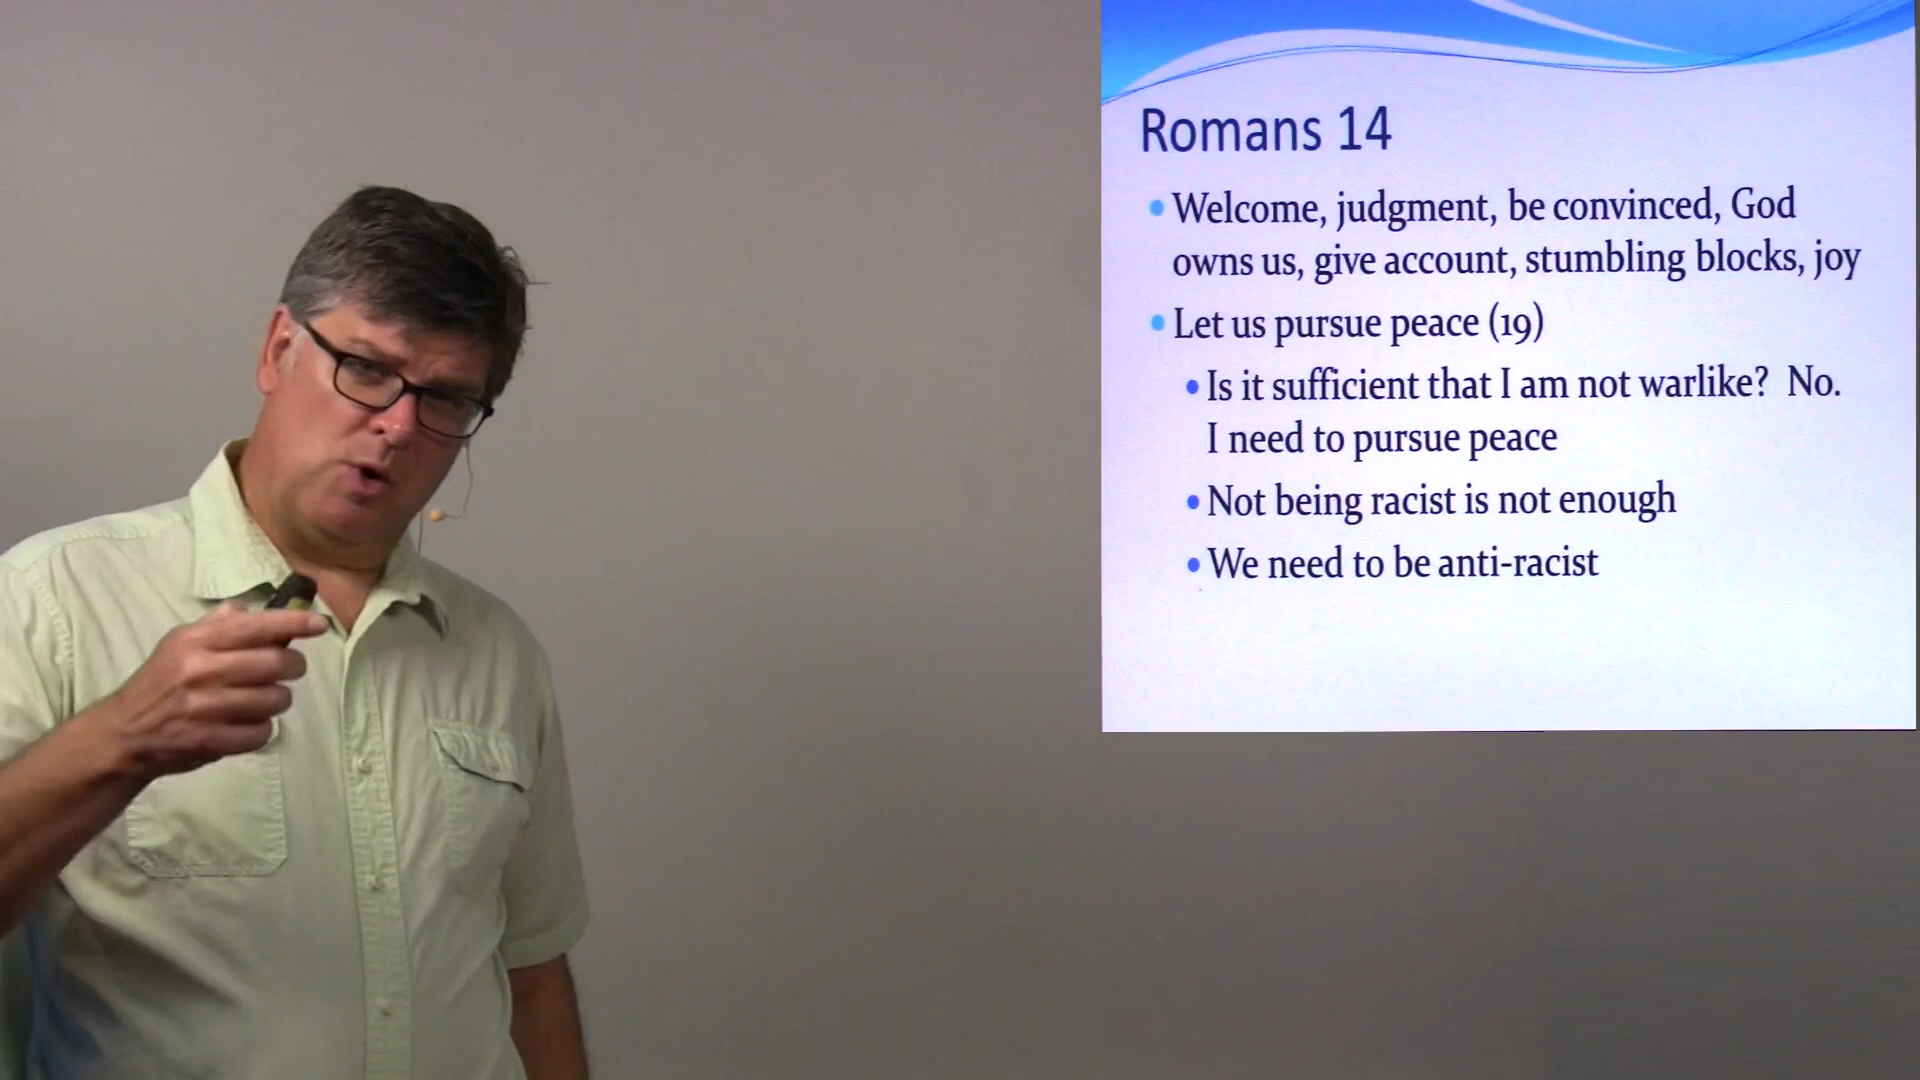 Romans 14
Welcome, judgment, be convinced, God
owns us, give account, stumbling blocks, joy
Let us pursue peace (19)
Is it sufficient that I am not warlike? No.
I need to pursue peace
Not being racist is not enough
We need to be anti-racist